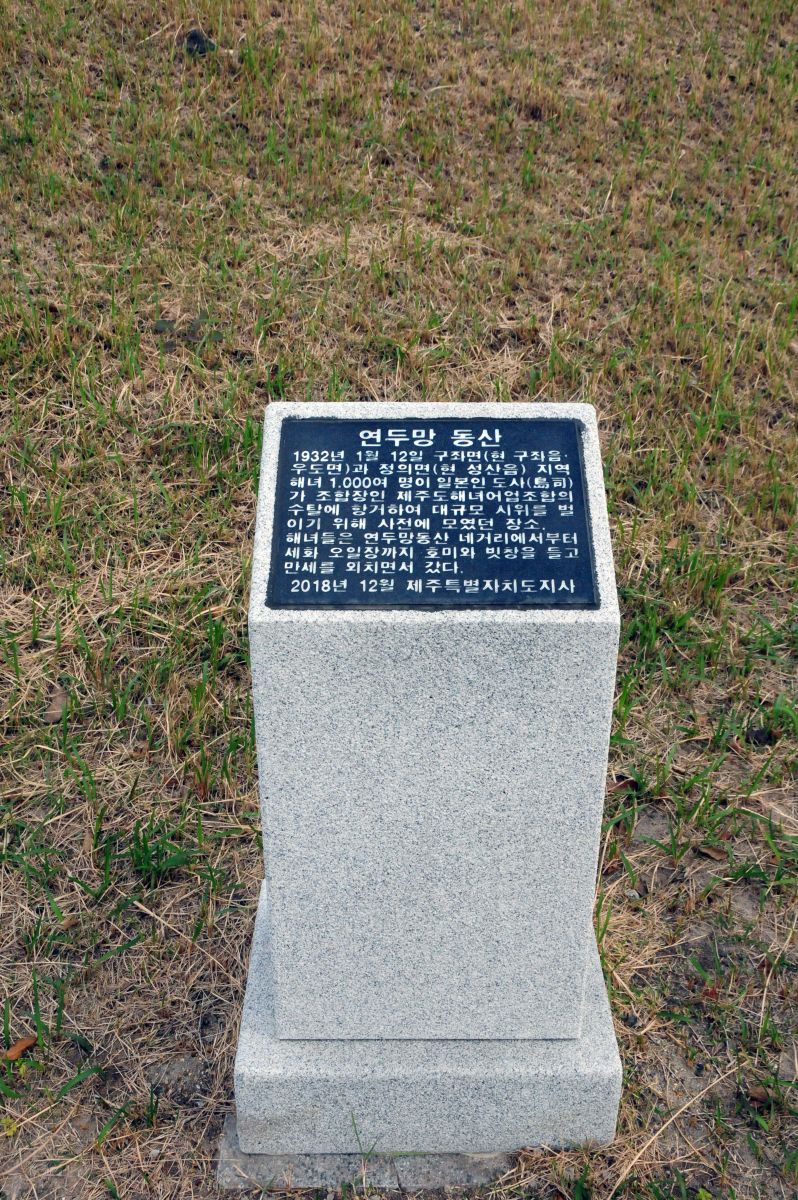 연두망 동산
1932년 1월 12일 구좌면(현 구좌읍·
우도면)과 정의면(현 성산읍) 지역
해녀 1.000여 명이 일본인 도사(島司)
가 조합장인 제주도해녀어업조합의
수탈에 항거하여 대규모 시위를 벌
이기 위해 사전에 모였던 장소.
해녀들은 연두망동산 네거리에서부터
세화 오일장까지 호미와 빗창을 들고
만세를 외치면서 갔다.
2018년 12월 제주특별자치도지사